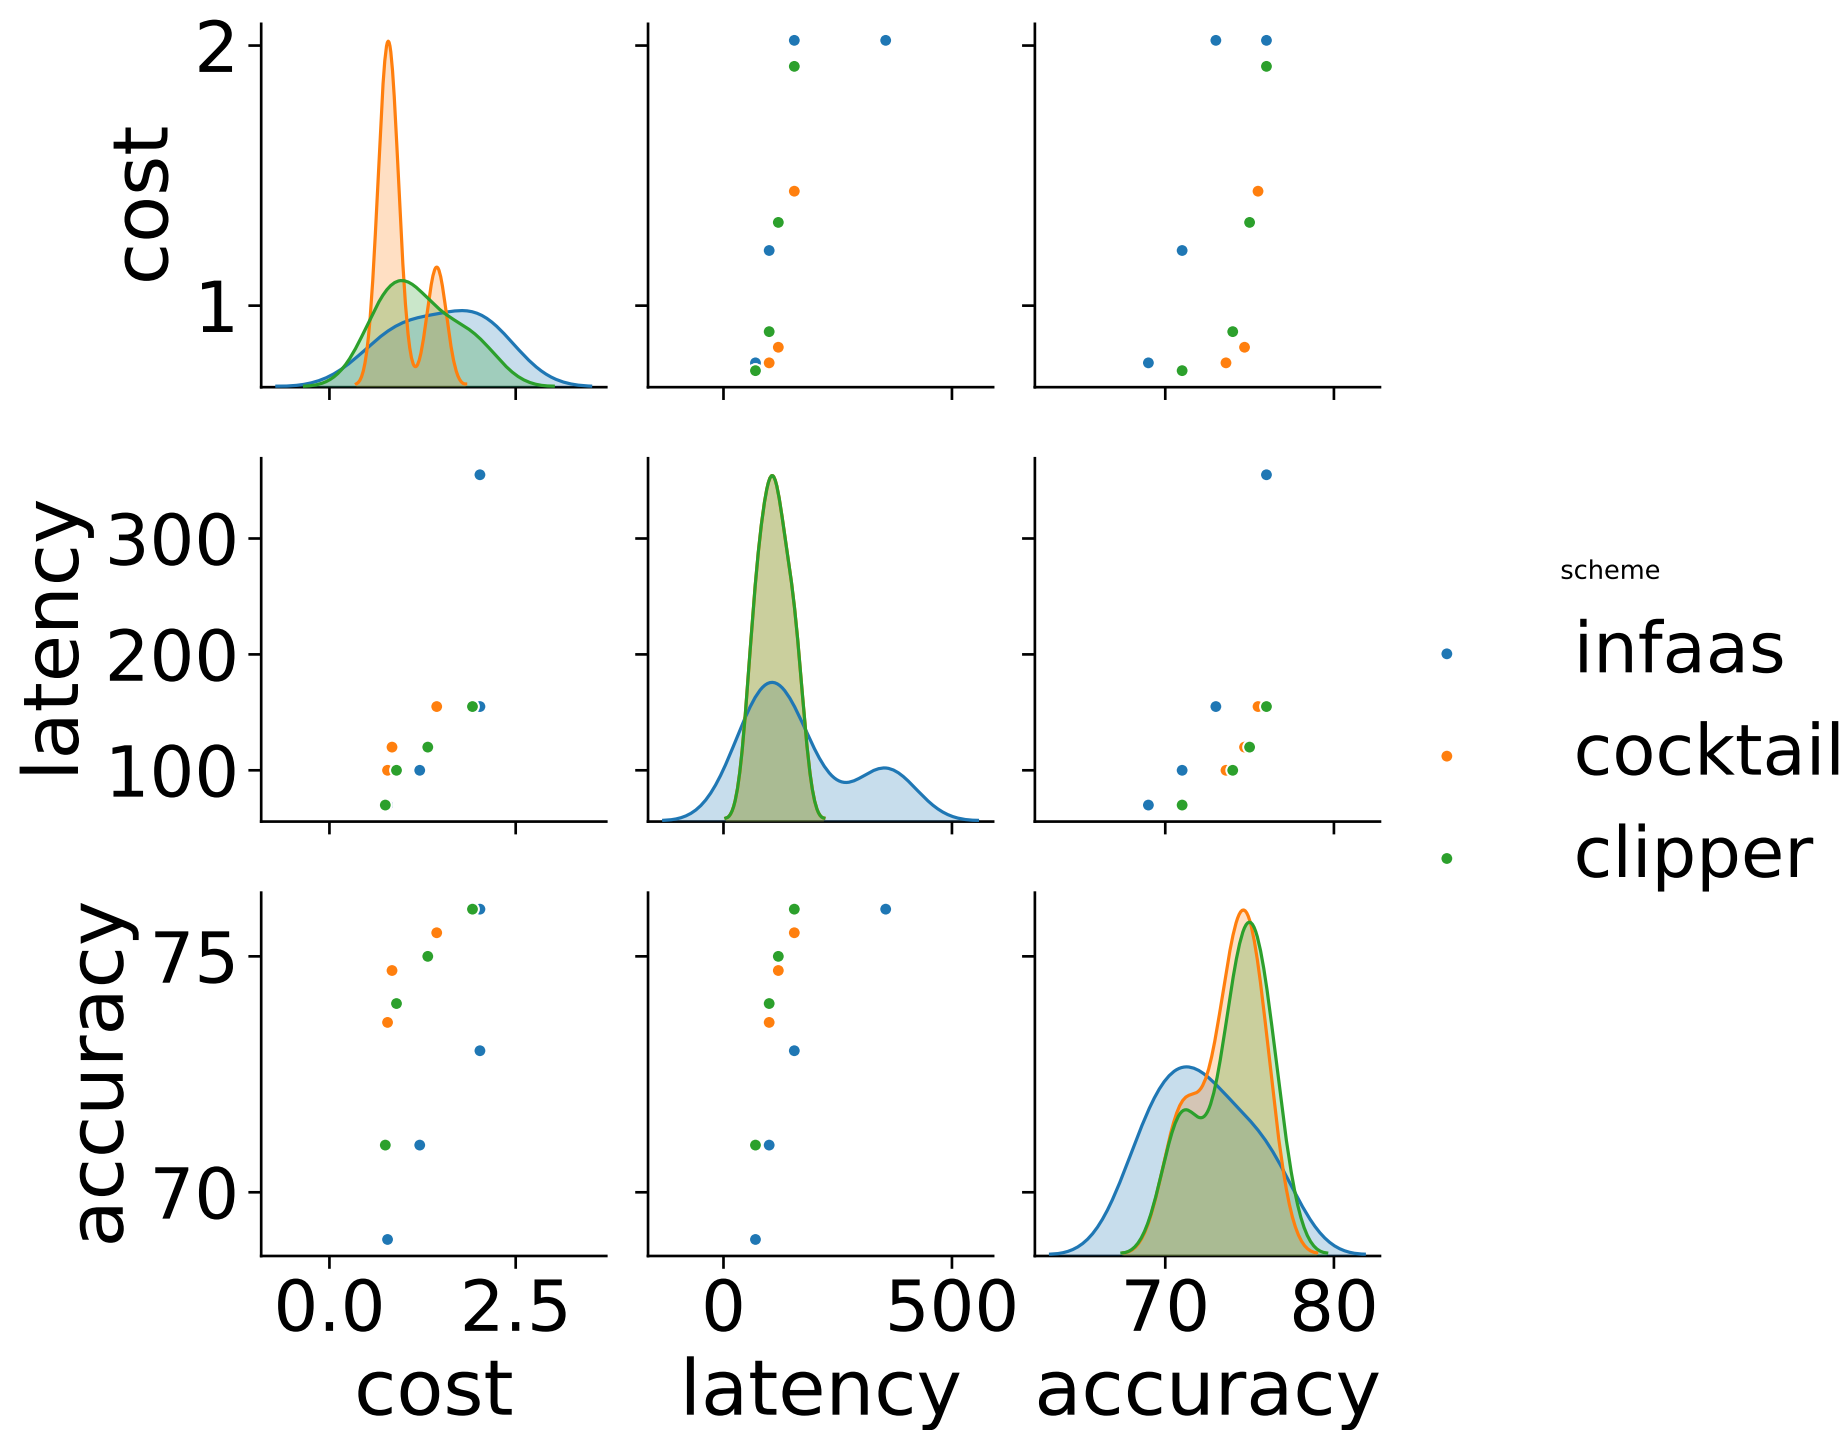 cost
2
1
latency
300
200
100
accuracy
75
70
0.0 2.5
0 500
70 80
cost latency accuracy
scheme
infaas
cocktail
clipper